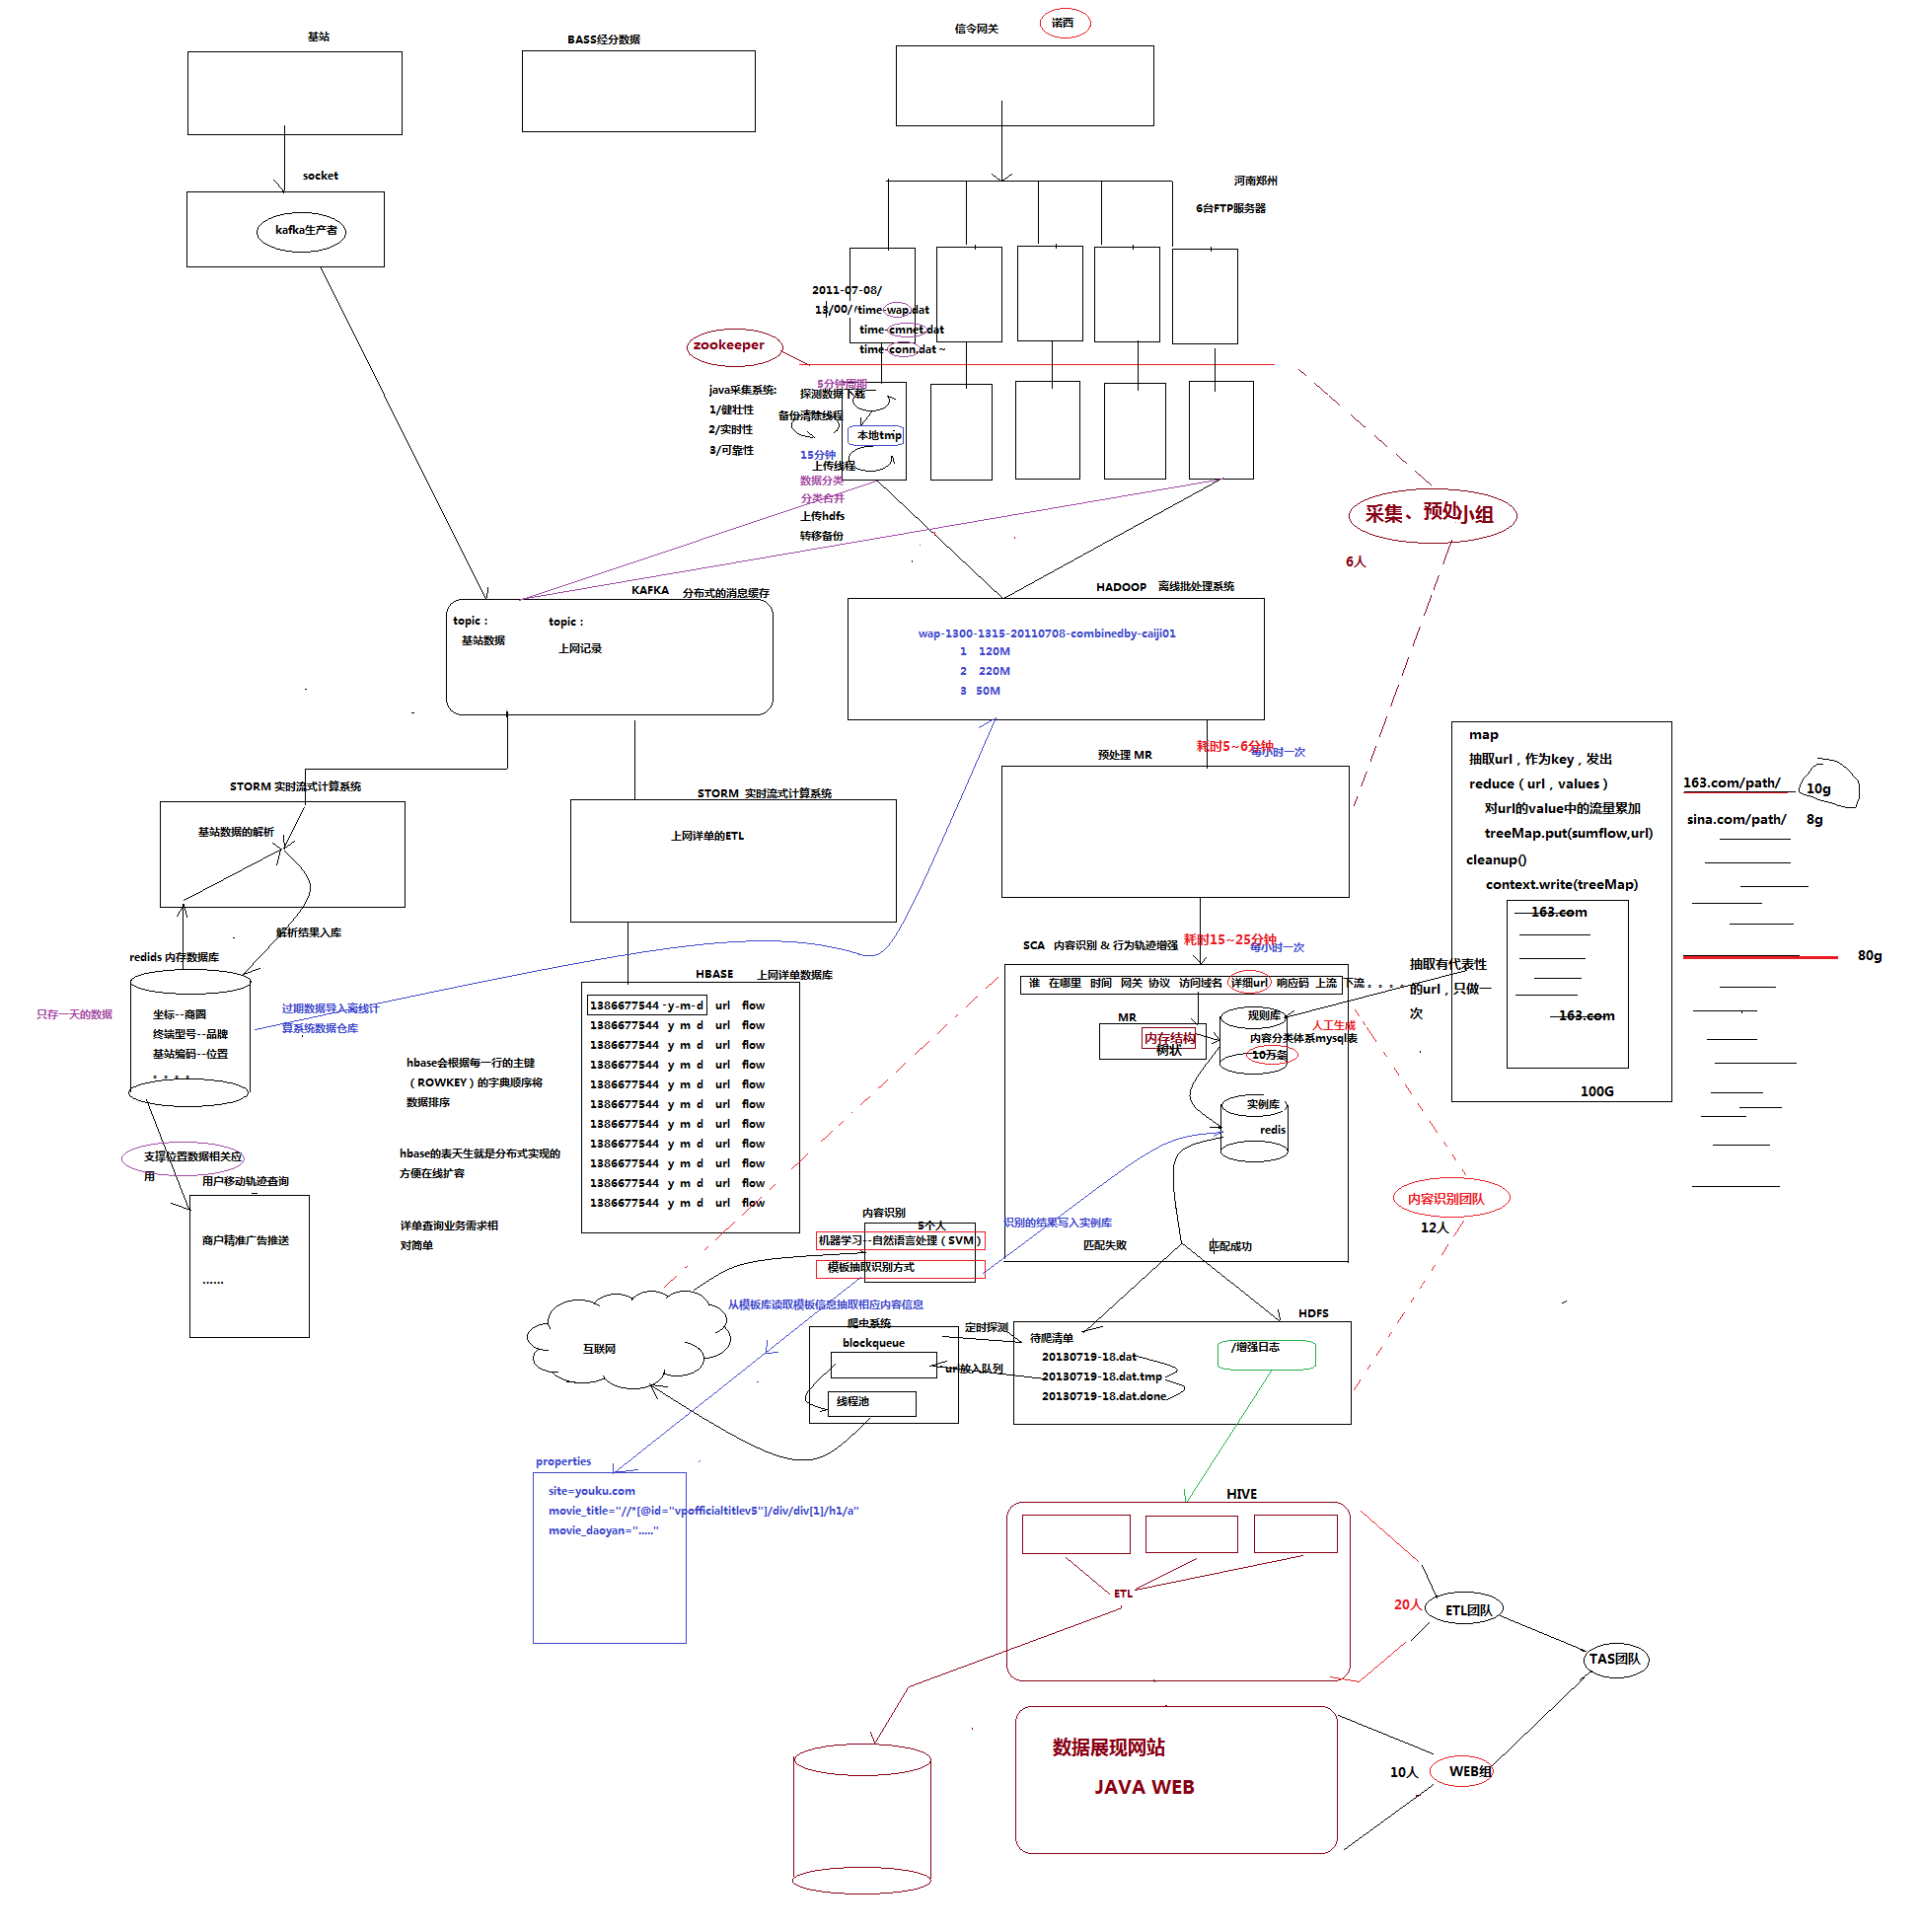 基站
BASS经分数据
信令网关
诺西
socket
kafka生产者
河南郑州
6台FTP服务器
2011-07-08/
13/00//time-wap.dat
time-cmnet.dat
time-conn.dat ~
zookeeper
java采集系统:
1/健壮性
2/实时性
3/可靠性
5分钟周期
探测数据下载
备份清除线程
本地tmp
15分钟
上传线程
数据分类
分类合并
上传hdfs
转移备份
采集、预处
小组
6人
KAFKA 分布式的消息缓存
topic：
基站数据
topic：
上网记录
HADOOP 离线批处理系统
wap-1300-1315-20110708-combinedby-caiji01
1 120M
2 220M
3 50M
预处理 MR
耗时5~6分钟
每小时一次
map
抽取url，作为key，发出
reduce（url，values）
对url的value中的流量累加
treeMap.put(sumflow,url)
cleanup()
context.write(treeMap)
163.com
163.com
100G
163.com/path/ 10g
sina.com/path/ 8g
80g
STORM 实时流式计算系统
基站数据的解析
STORM 实时流式计算系统
上网详单的ETL
解析结果入库
redids 内存数据库
只存一天的数据
坐标--商圈
终端型号--品牌
基站编码--位置
。。。。
过期数据导入离线计
算系统数据仓库
支撑位置数据相关应
用
用户移动轨迹查询
商户精准广告推送
......
HBASE 上网详单数据库
1386677544 -y-m-d url flow
1386677544 y m d url flow
1386677544 y m d url flow
1386677544 y m d url flow
1386677544 y m d url flow
1386677544 y m d url flow
1386677544 y m d url flow
1386677544 y m d url flow
1386677544 y m d url flow
1386677544 y m d url flow
1386677544 y m d url flow
hbase会根据每一行的主键
（ROWKEY）的字典顺序将
数据排序
hbase的表天生就是分布式实现的
方便在线扩容
详单查询业务需求相
对简单
SCA 内容识别 & 行为轨迹增强
耗时15~25分钟
每小时一次
谁 在哪里 时间 网关 协议 访问域名 详细url 响应码 上流 下流 。。。。
MR
内存结构
树状
规则库
人工生成
内容分类体系mysql表
10万条
实例库
redis
抽取有代表性
的url，只做一
次
匹配失败
匹配成功
内容识别团队
12人
内容识别
5个人
机器学习--自然语言处理（SVM）
模板抽取识别方式
识别的结果写入实例库
从模板库读取模板信息抽取相应内容信息
互联网
爬虫系统
blockqueue
线程池
定时探测
url放入队列
HDFS
待爬清单
20130719-18.dat
20130719-18.dat.tmp
20130719-18.dat.done
/增强日志
properties
site=youku.com
movie_title="//*[@id="vpofficialtitlev5"]/div/div[1]/h1/a"
movie_daoyan="....."
HIVE
ETL
20人
ETL团队
TAS团队
数据展现网站
JAVA WEB
10人
WEB组